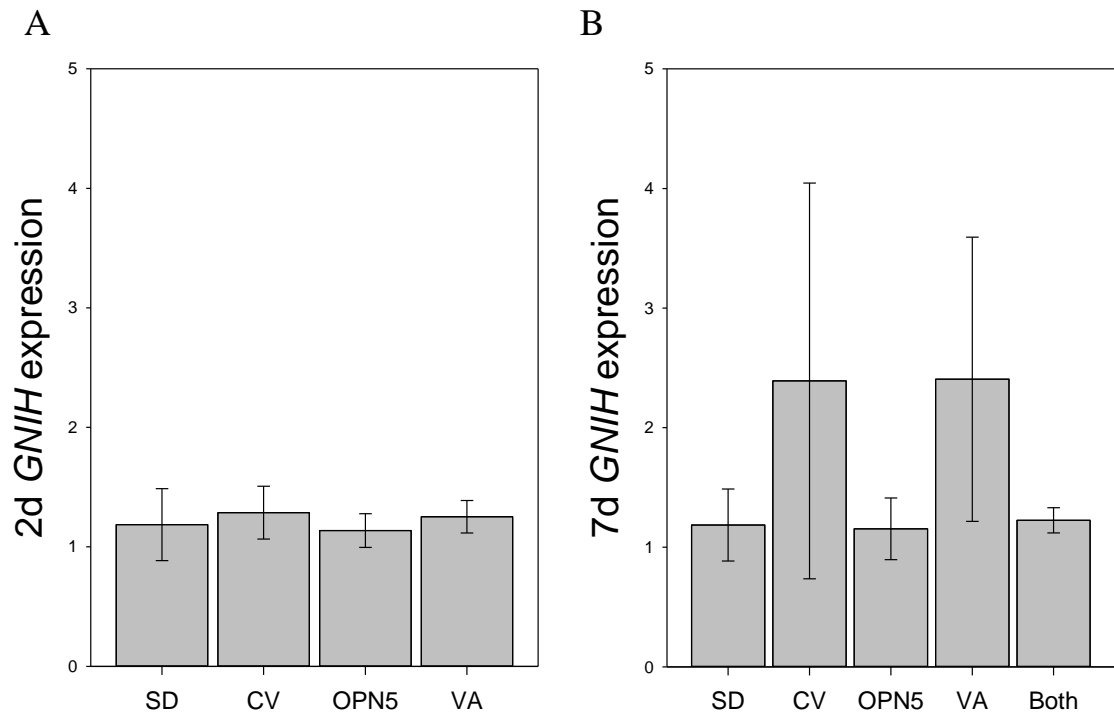 A
B
2d GNIH expression
5
4
3
2
1
0
SD CV OPN5 VA
7d GNIH expression
5
4
3
2
1
0
SD CV OPN5 VA Both